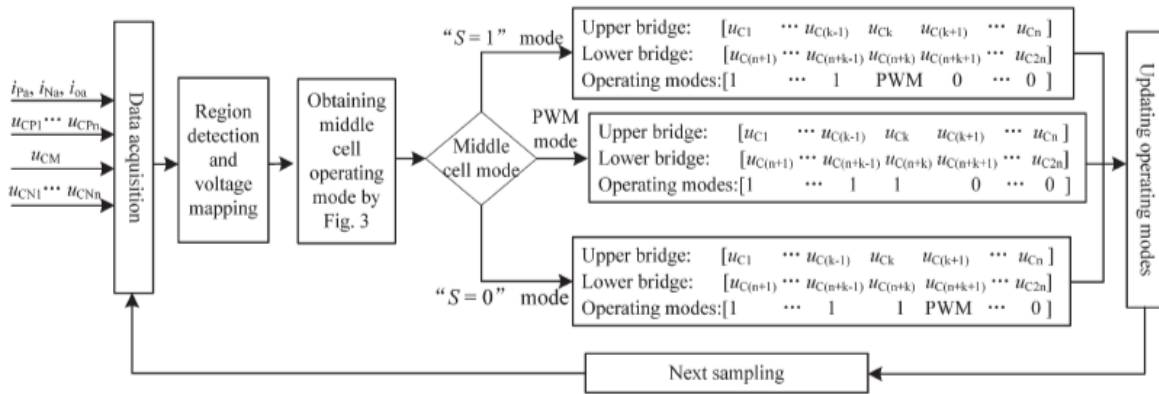 i_Pa, i_Na, i_oa
u_CP1 ⋯ u_CPn
u_CM
u_CN1 ⋯ u_CNn
Data acquisition
Region
detection
and
voltage
mapping
Obtaining
middle
cell
operating
mode by
Fig. 3
Middle
cell mode
“S = 1” mode
PWM
mode
“S = 0” mode
Upper bridge: [u_C1 ⋯ u_C(k-1) u_Ck u_C(k+1) ⋯ u_Cn]
Lower bridge: [u_C(n+1) ⋯ u_C(n+k-1) u_C(n+k) u_C(n+k+1) ⋯ u_C2n]
Operating modes:[1 ⋯ 1 PWM 0 ⋯ 0 ]
Upper bridge: [u_C1 ⋯ u_C(k-1) u_Ck u_C(k+1) ⋯ u_Cn]
Lower bridge: [u_C(n+1) ⋯ u_C(n+k-1) u_C(n+k) u_C(n+k+1) ⋯ u_C2n]
Operating modes:[1 ⋯ 1 1 0 ⋯ 0 ]
Upper bridge: [u_C1 ⋯ u_C(k-1) u_Ck u_C(k+1) ⋯ u_Cn]
Lower bridge: [u_C(n+1) ⋯ u_C(n+k-1) u_C(n+k) u_C(n+k+1) ⋯ u_C2n]
Operating modes:[1 ⋯ 1 1 PWM ⋯ 0 ]
Updating operating modes
Next sampling